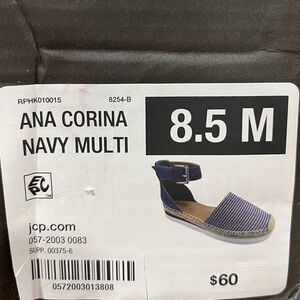 RPHK010015 8254-B
ANA CORINA
NAVY MULTI
8.5 M
jcp.com
057-2003 0083
SUPP. 00375-6
0572003013808
$60